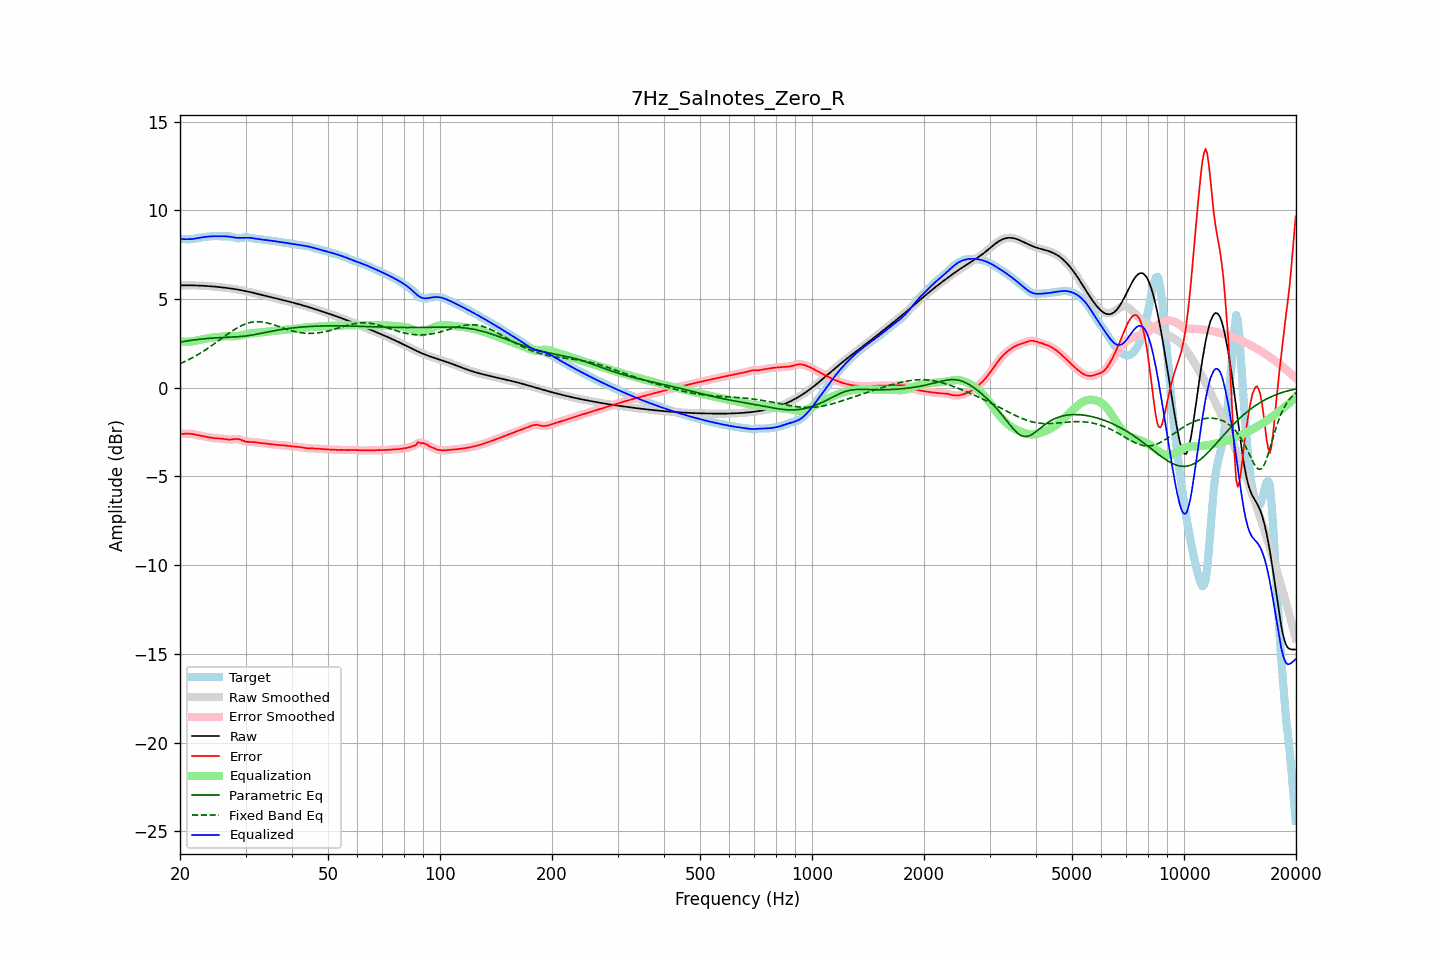 7Hz_Salnotes_Zero_R
15
10
5
0
−5
−10
−15
−20
−25
Amplitude (dBr)
Target
Raw Smoothed
Error Smoothed
Raw
Error
Equalization
Parametric Eq
Fixed Band Eq
Equalized
20 50 100 200 500 1000 2000 5000 10000 20000
Frequency (Hz)